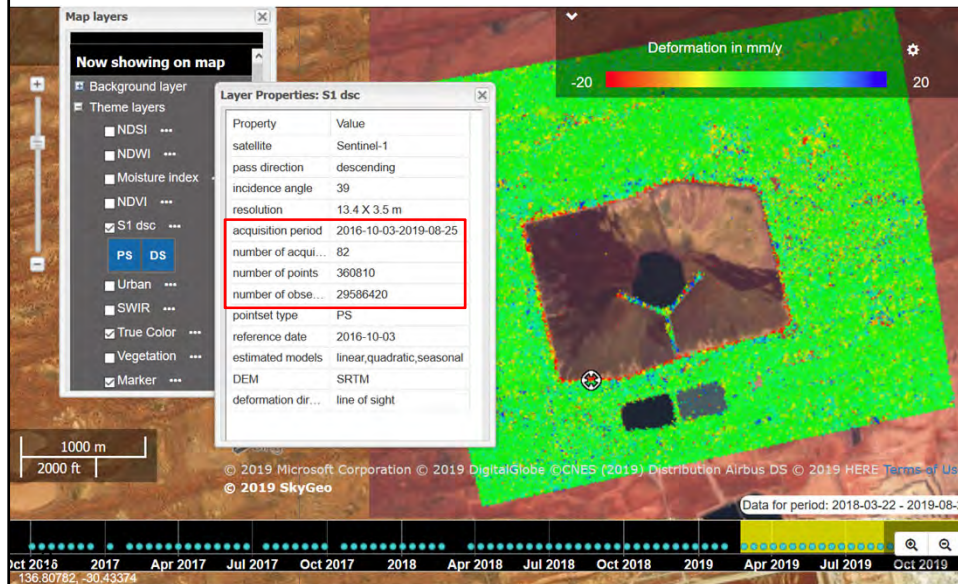 Map layers
Now showing on map
Background layer
Theme layers
NDSI ...
NDWI ...
Moisture index
NDVI ...
S1 dsc ...
PS DS
Urban ...
SWIR ...
True Color ...
Vegetation ...
Marker ...
Layer Properties: S1 dsc
Property Value
satellite Sentinel-1
pass direction descending
incidence angle 39
resolution 13.4 X 3.5 m
acquisition period 2016-10-03-2019-08-25
number of acqui... 82
number of points 360810
number of obse... 29586420
pointset type PS
reference date 2016-10-03
estimated models linear,quadratic,seasonal
DEM SRTM
deformation dir... line of sight
Deformation in mm/y
-20 20
1000 m
2000 ft
© 2019 Microsoft Corporation © 2019 DigitalGlobe ©CNES (2019) Distribution Airbus DS © 2019 HERE Terms of Us
© 2019 SkyGeo
Data for period: 2018-03-22 - 2019-08-
Oct 2016 2017 Apr 2017 Jul 2017 Oct 2017 2018 Apr 2018 Jul 2018 Oct 2018 2019 Apr 2019 Jul 2019 Oct 2019
136.80782, -30.43374